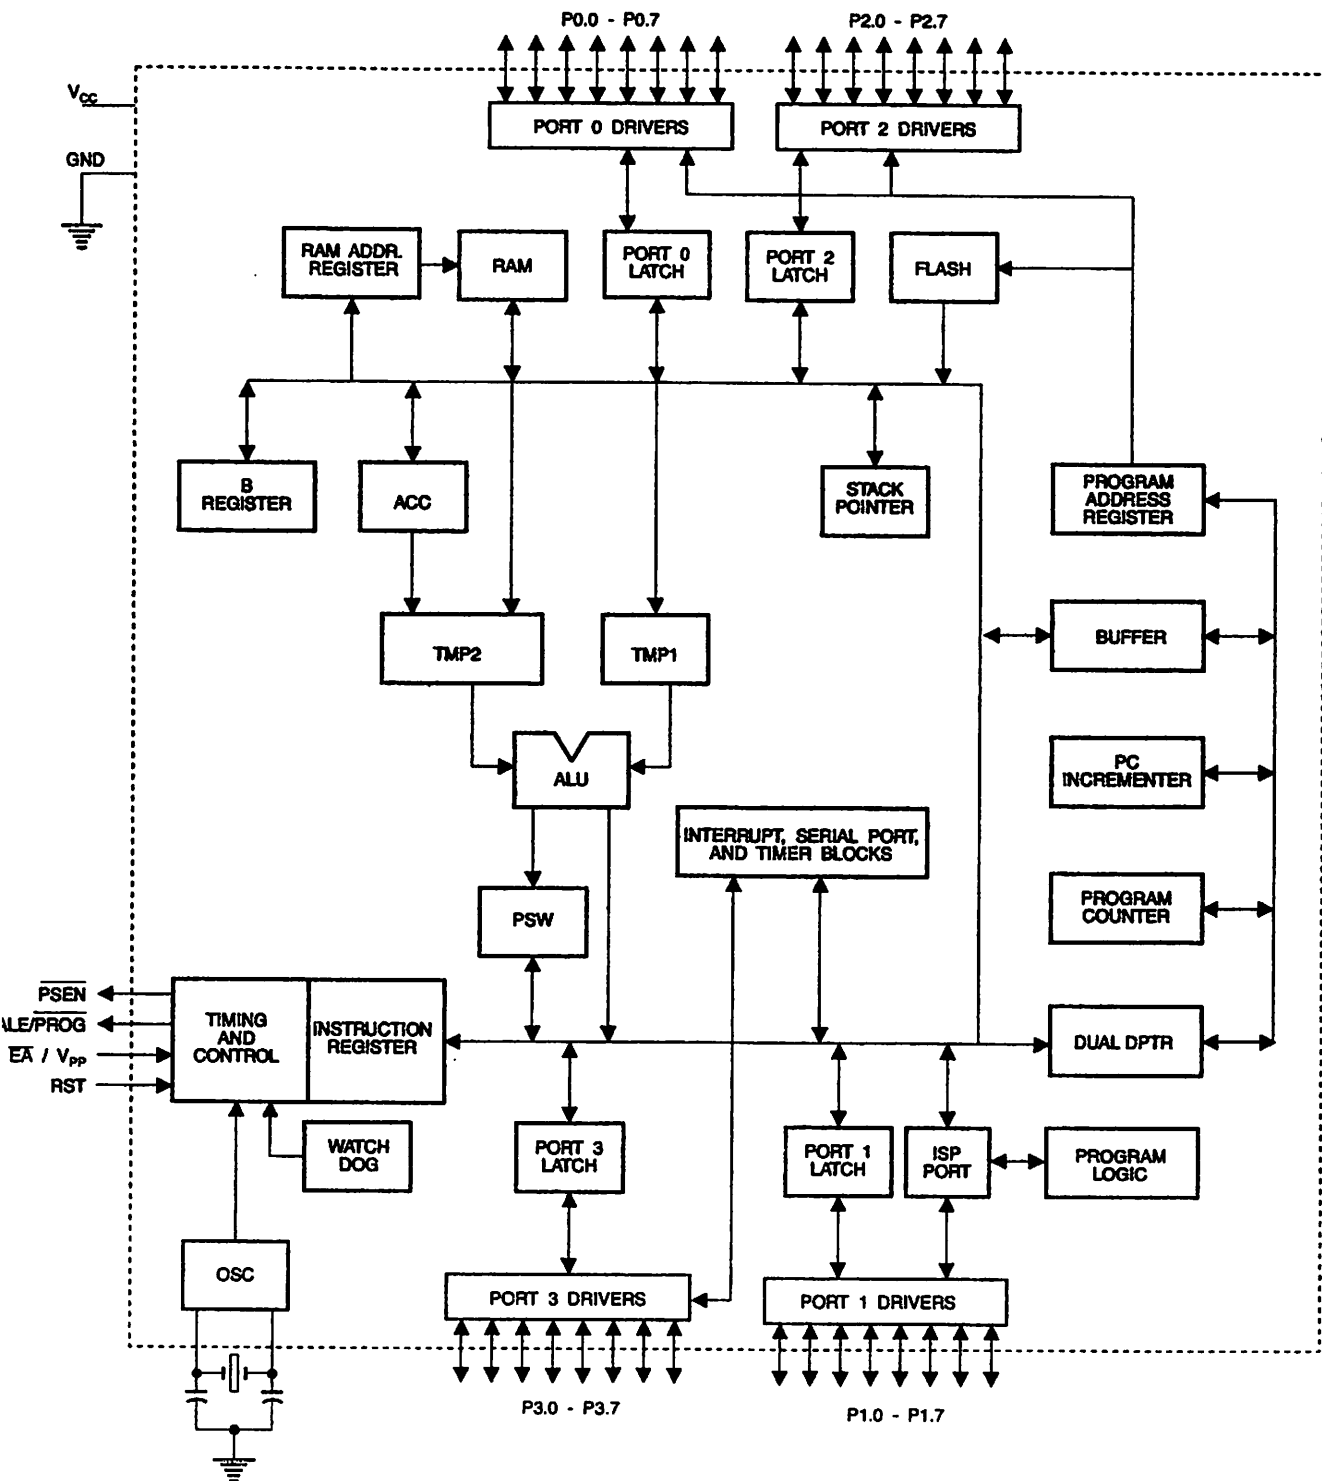 P0.0 - P0.7
P2.0 - P2.7
VCC
GND
PORT 0 DRIVERS
PORT 2 DRIVERS
RAM ADDR.
REGISTER
RAM
PORT 0
LATCH
PORT 2
LATCH
FLASH
B
REGISTER
ACC
STACK
POINTER
PROGRAM
ADDRESS
REGISTER
TMP2
TMP1
BUFFER
ALU
PC
INCREMENTER
INTERRUPT, SERIAL PORT,
AND TIMER BLOCKS
PSW
PROGRAM
COUNTER
PSEN
ALE/PROG
EA / VPP
RST
TIMING
AND
CONTROL
INSTRUCTION
REGISTER
DUAL DPTR
WATCH
DOG
PORT 3
LATCH
PORT 1
LATCH
ISP
PORT
PROGRAM
LOGIC
OSC
PORT 3 DRIVERS
PORT 1 DRIVERS
P3.0 - P3.7
P1.0 - P1.7